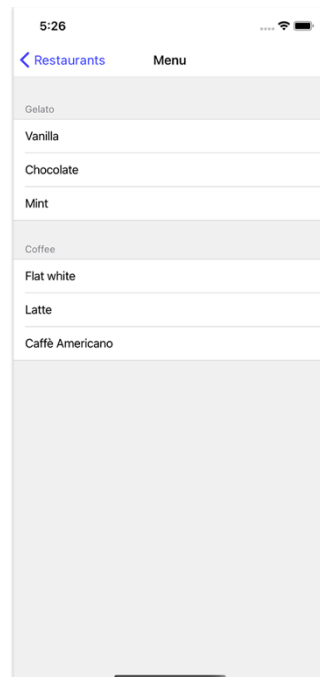 5:26
Restaurants Menu
Gelato
Vanilla
Chocolate
Mint
Coffee
Flat white
Latte
Caffè Americano